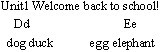 Unit1 Welcome back to school!
Dd Ee
dog duck egg elephant